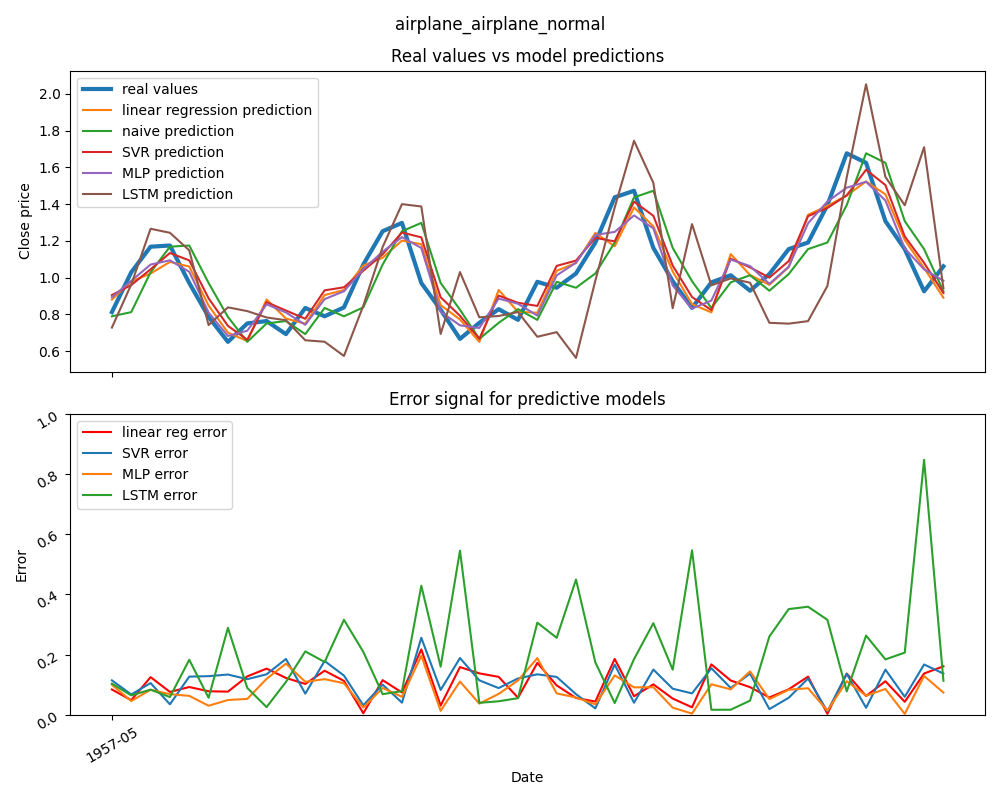 airplane_airplane_normal
Real values vs model predictions
2.0
1.8
1.6
1.4
1.2
1.0
0.8
0.6
Close price
real values
linear regression prediction
naive prediction
SVR prediction
MLP prediction
LSTM prediction
Error signal for predictive models
1.0
0.8
0.6
0.4
0.2
0.0
Error
linear reg error
SVR error
MLP error
LSTM error
1957-05
Date